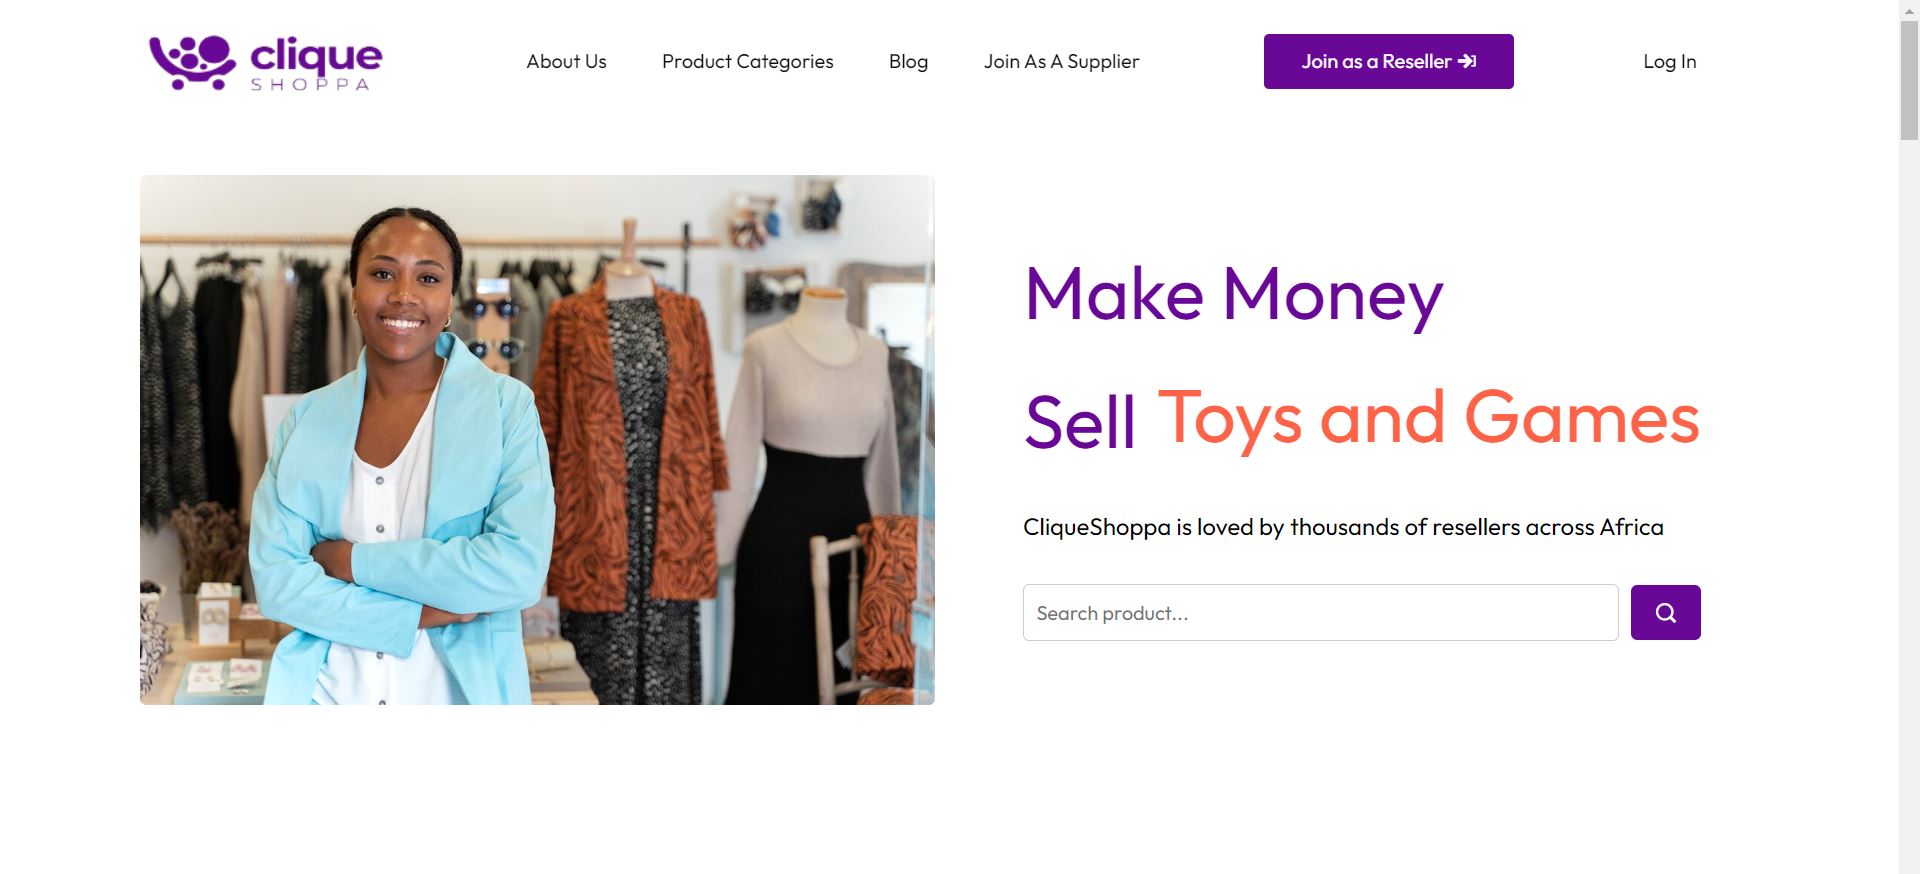 clique
SHOPPA
About Us
Product Categories
Blog
Join As A Supplier
Join as a Reseller
Log In
Make Money
Sell Toys and Games
CliqueShoppa is loved by thousands of resellers across Africa
Search product...